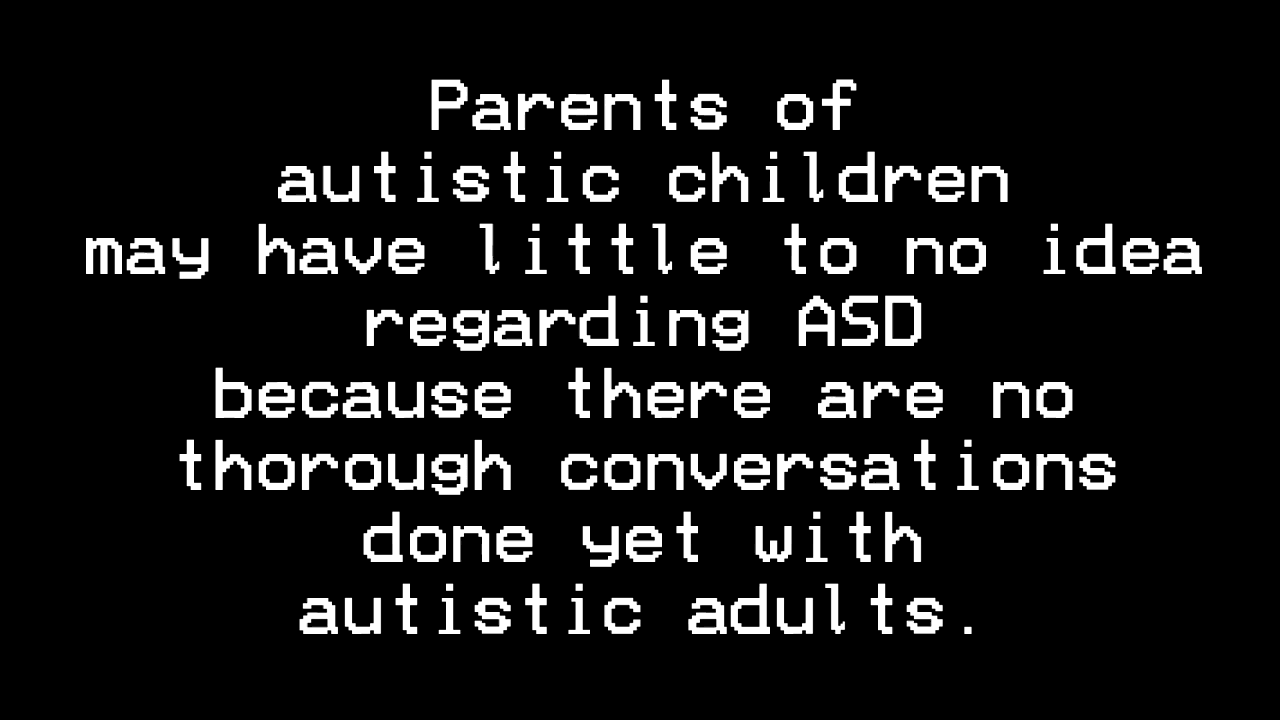 Parents of
autistic children
may have little to no idea
regarding ASD
because there are no
thorough conversations
done yet with
autistic adults.